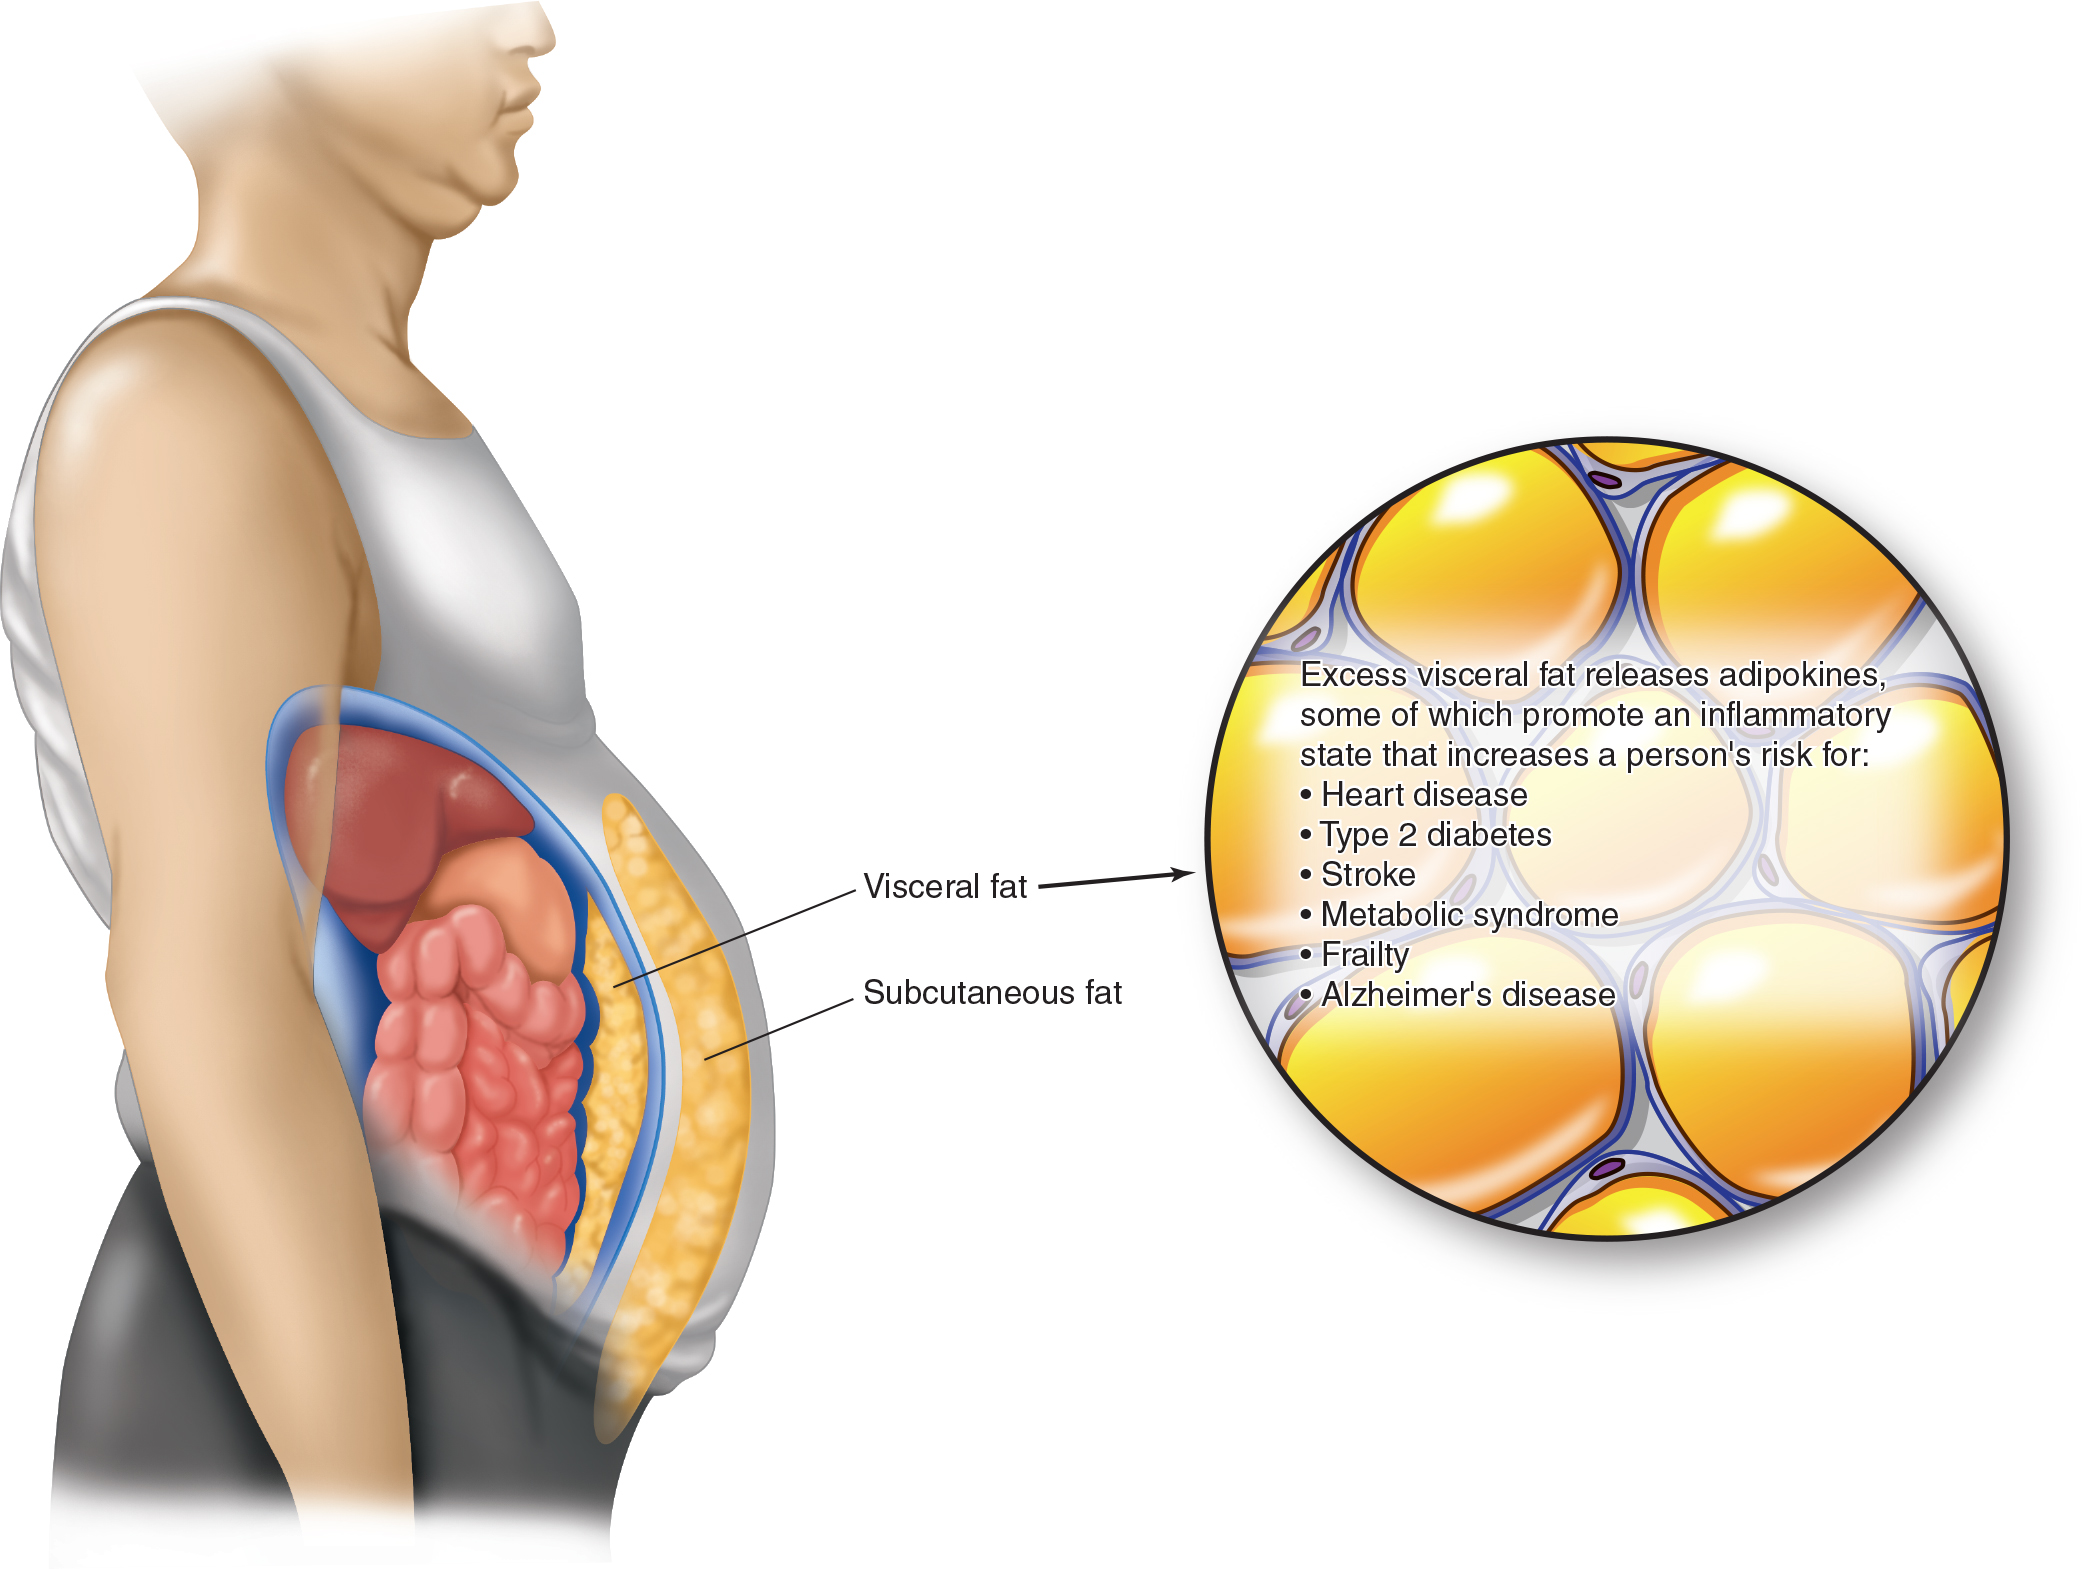 Visceral fat
Subcutaneous fat
Excess visceral fat releases adipokines,
some of which promote an inflammatory
state that increases a person's risk for:
• Heart disease
• Type 2 diabetes
• Stroke
• Metabolic syndrome
• Frailty
• Alzheimer's disease